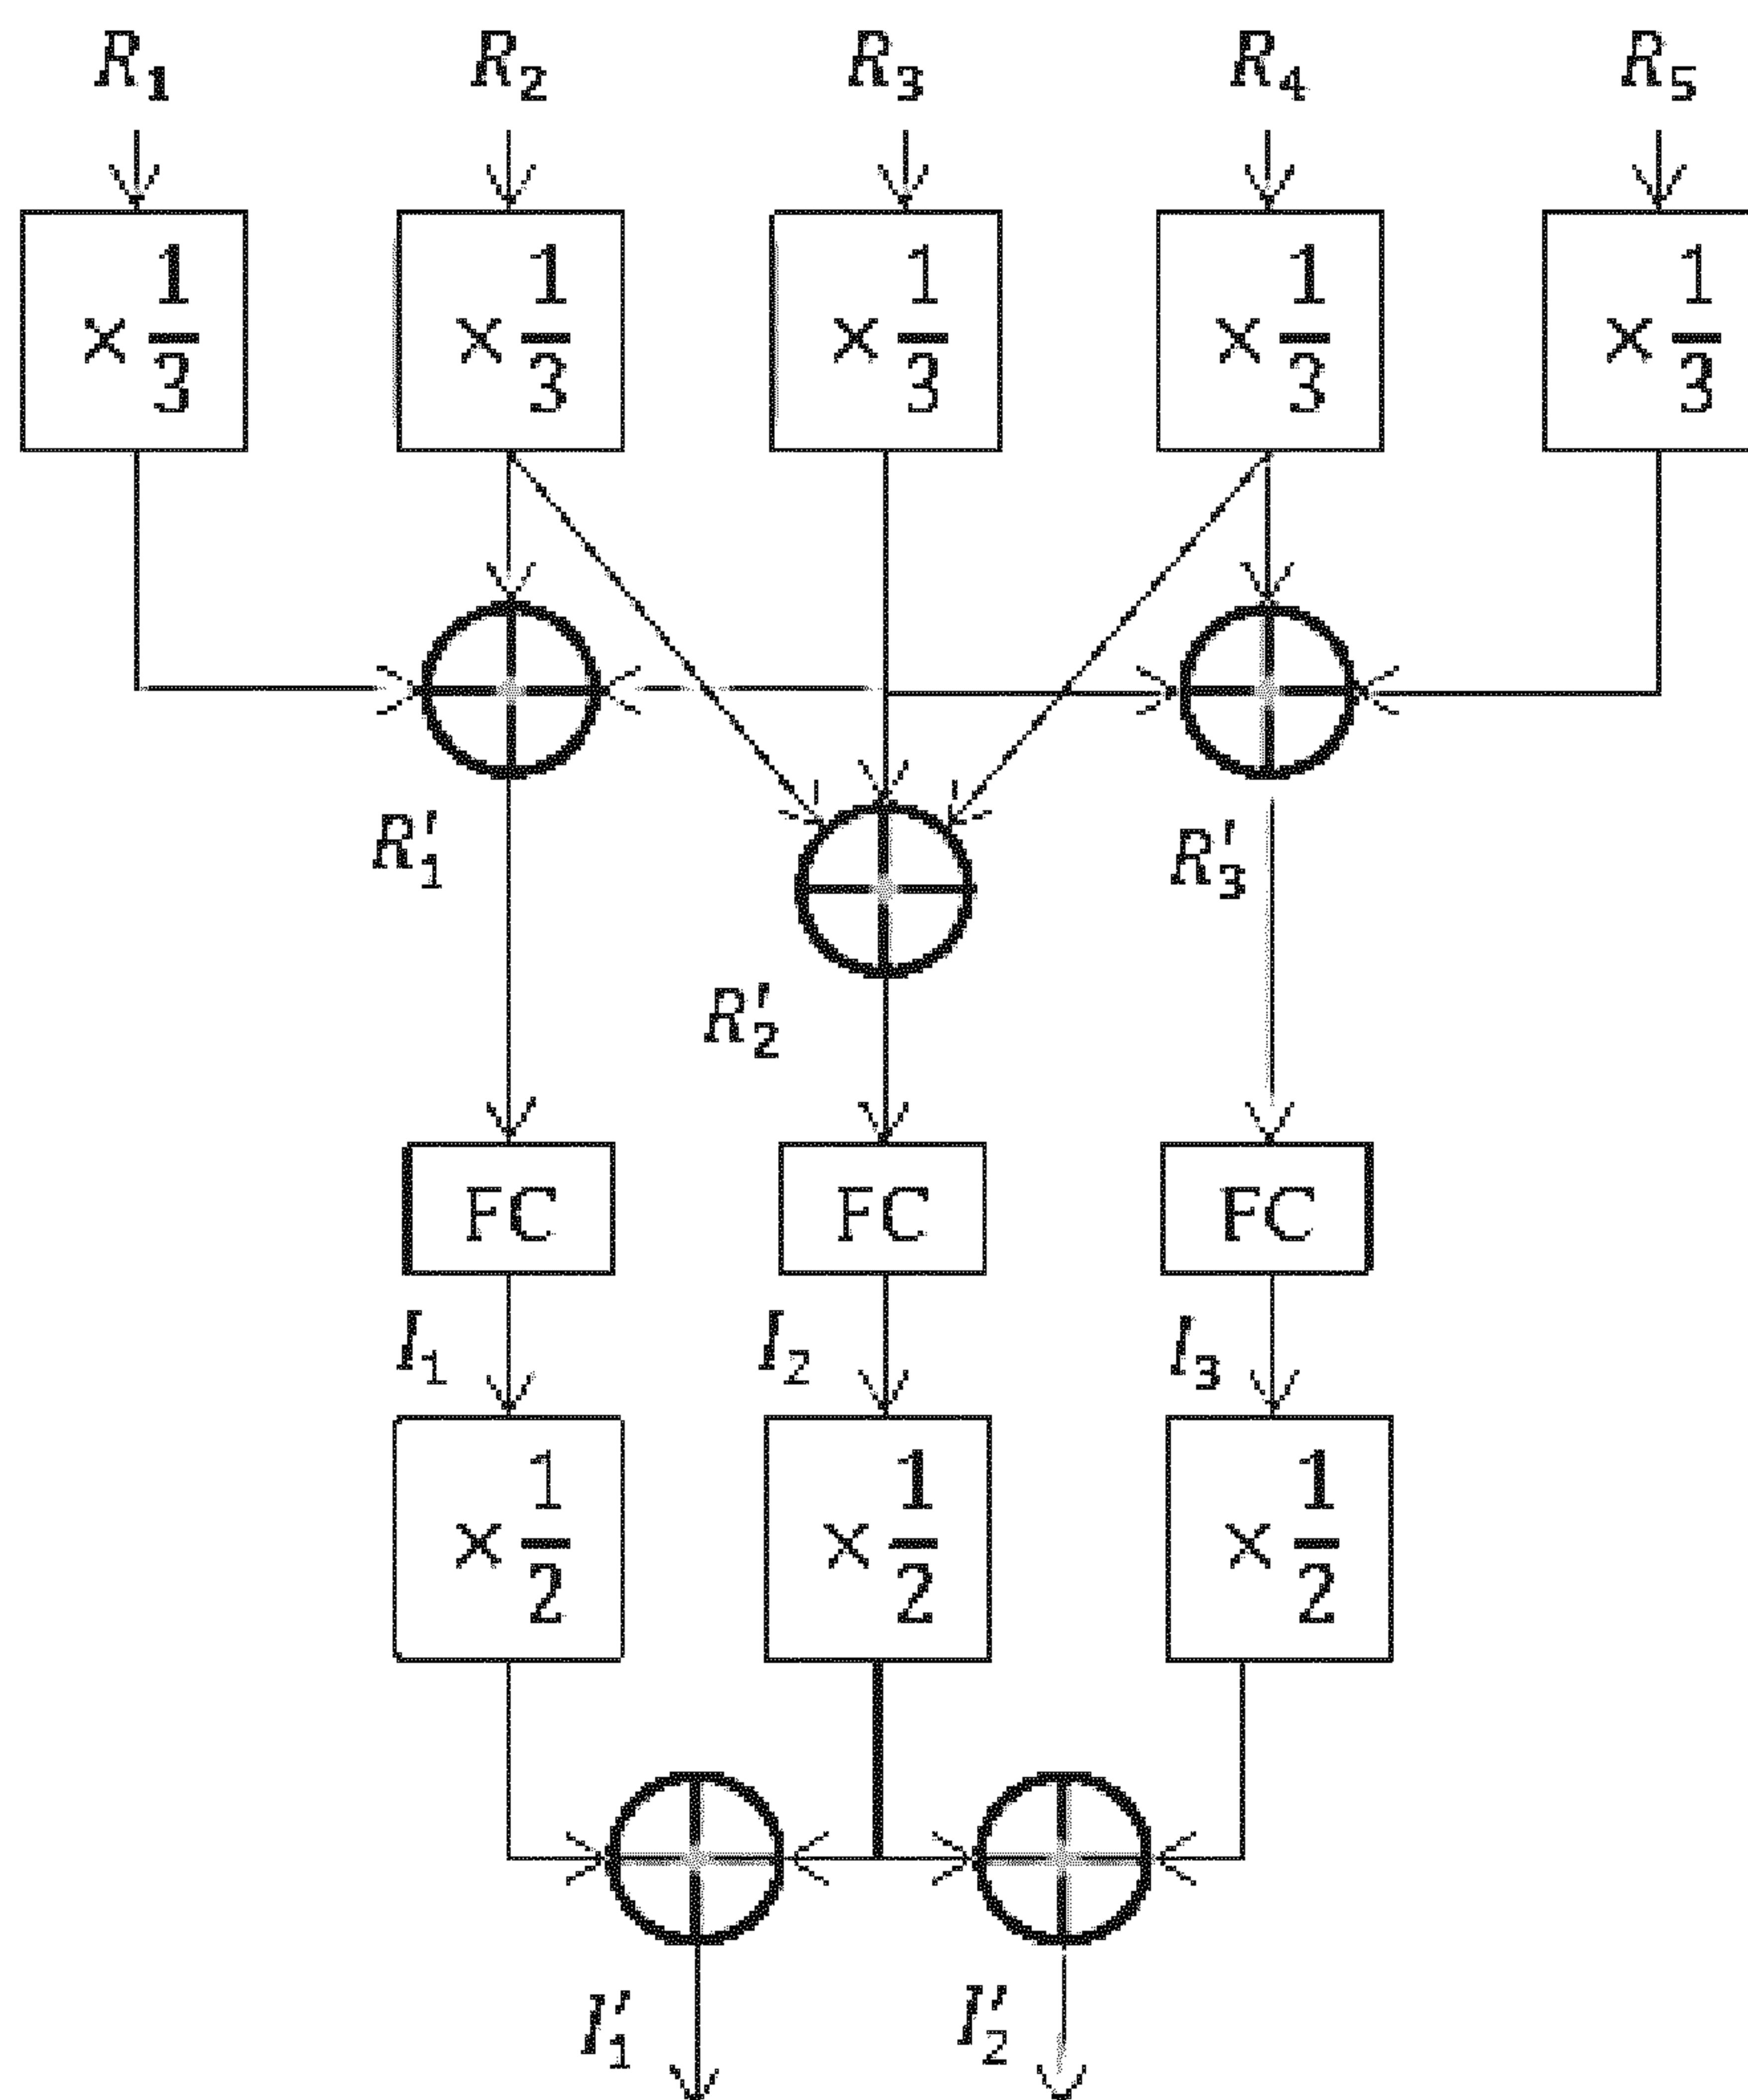 R₁ R₂ R₃ R₄ R₅
× 1/3 × 1/3 × 1/3 × 1/3 × 1/3
R′₁ R′₃
R′₂
FC FC FC
I₁ I₂ I₃
× 1/2 × 1/2 × 1/2
I′₁ I′₂